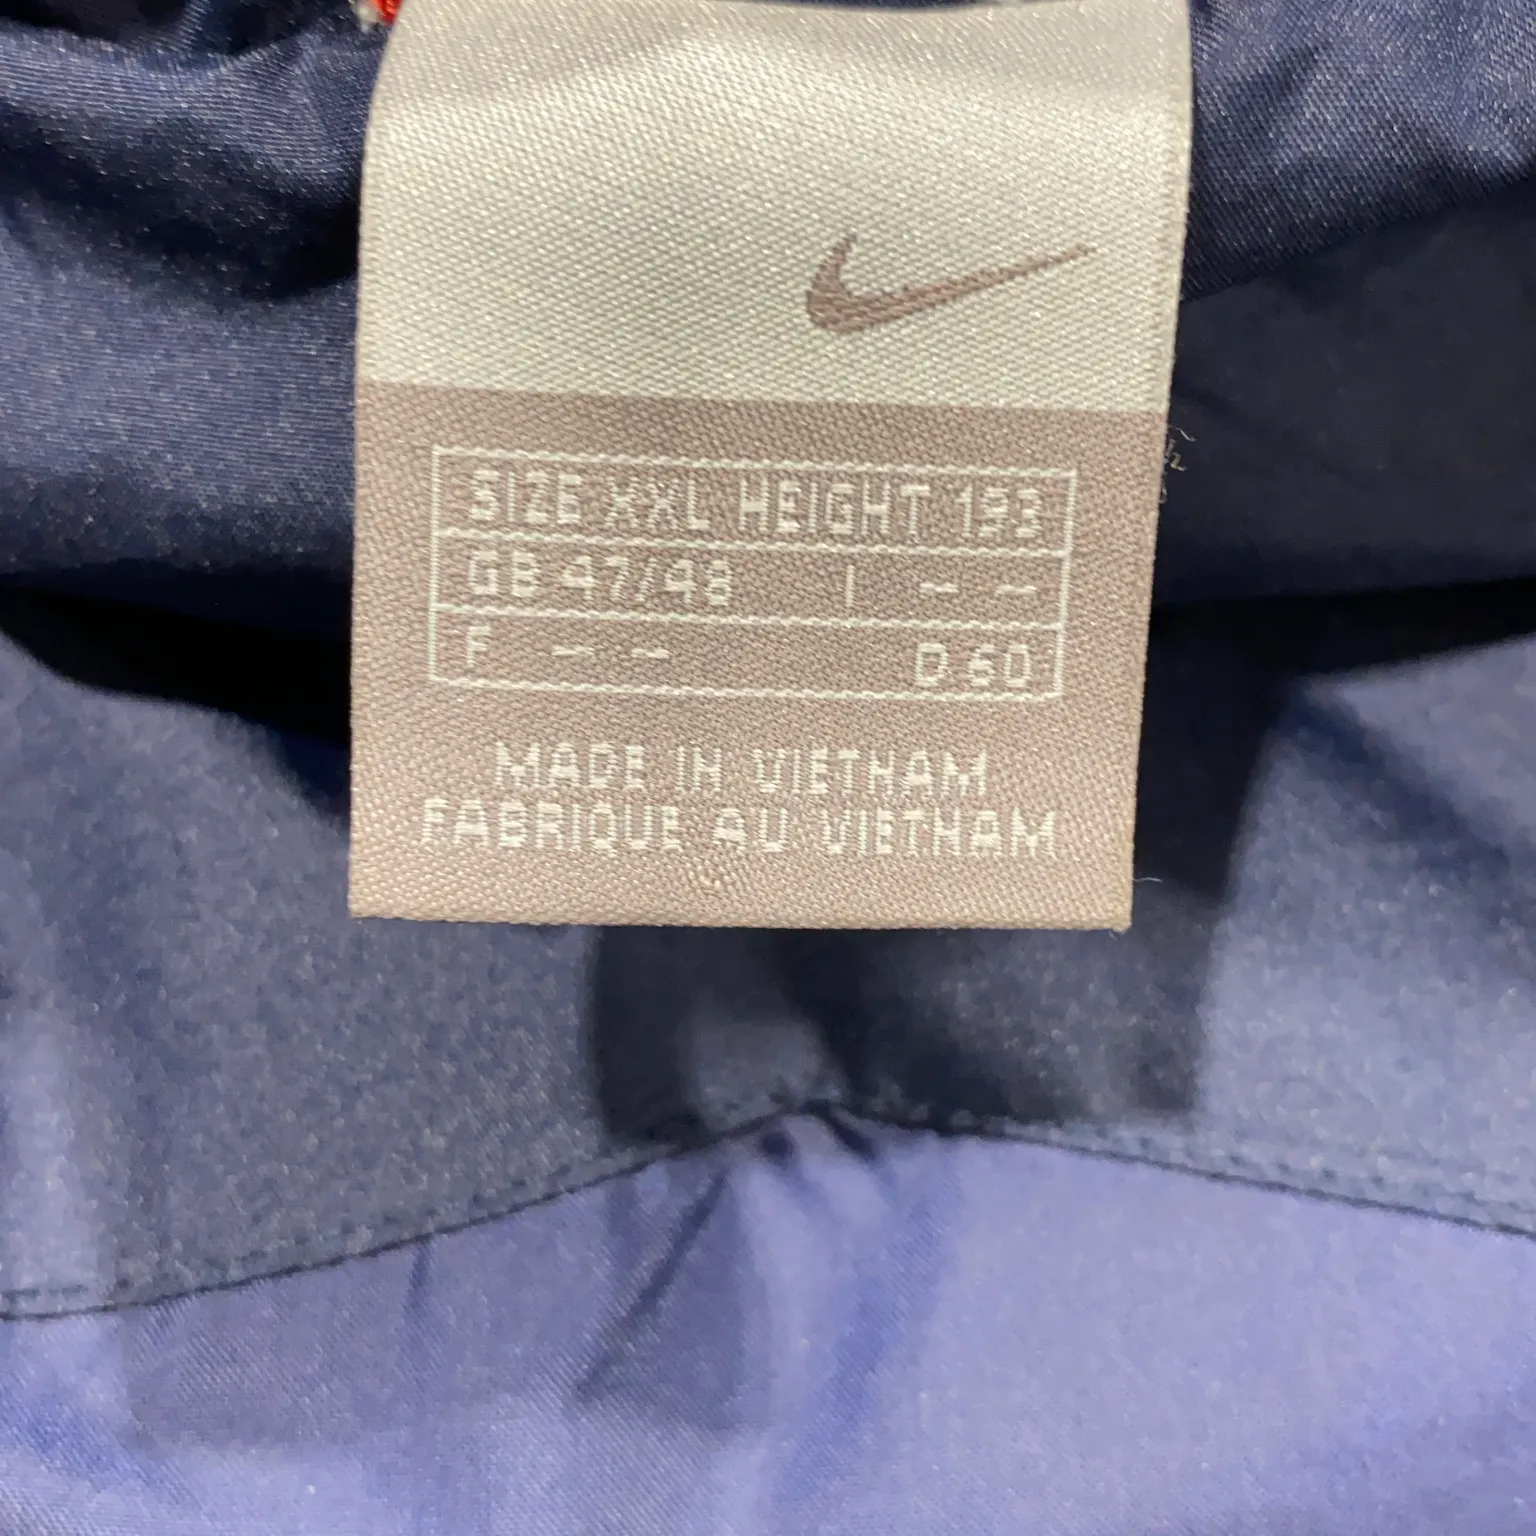 SIZE XXL HEIGHT 193
GB 47/48 I – –
F – – D 60
MADE IN VIETNAM
FABRIQUE AU VIETNAM